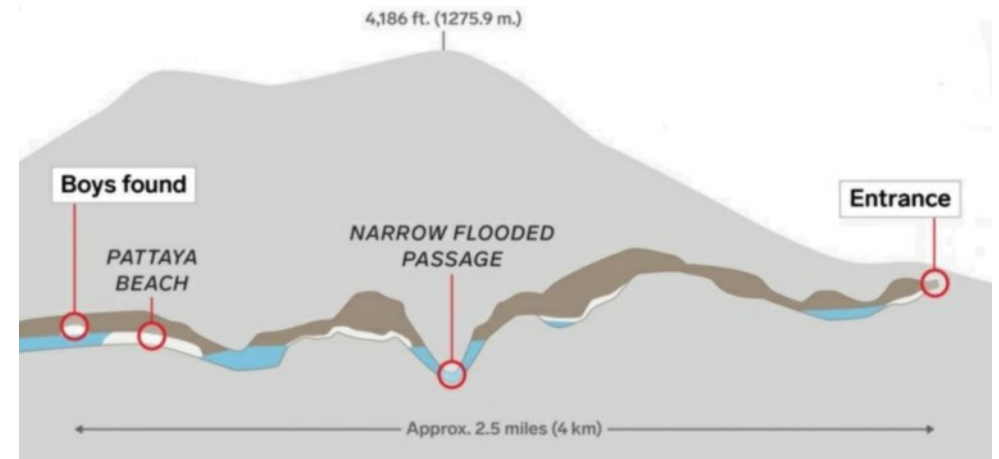 4,186 ft. (1275.9 m.)
Boys found
Entrance
NARROW FLOODED
PASSAGE
PATTAYA
BEACH
Approx. 2.5 miles (4 km)